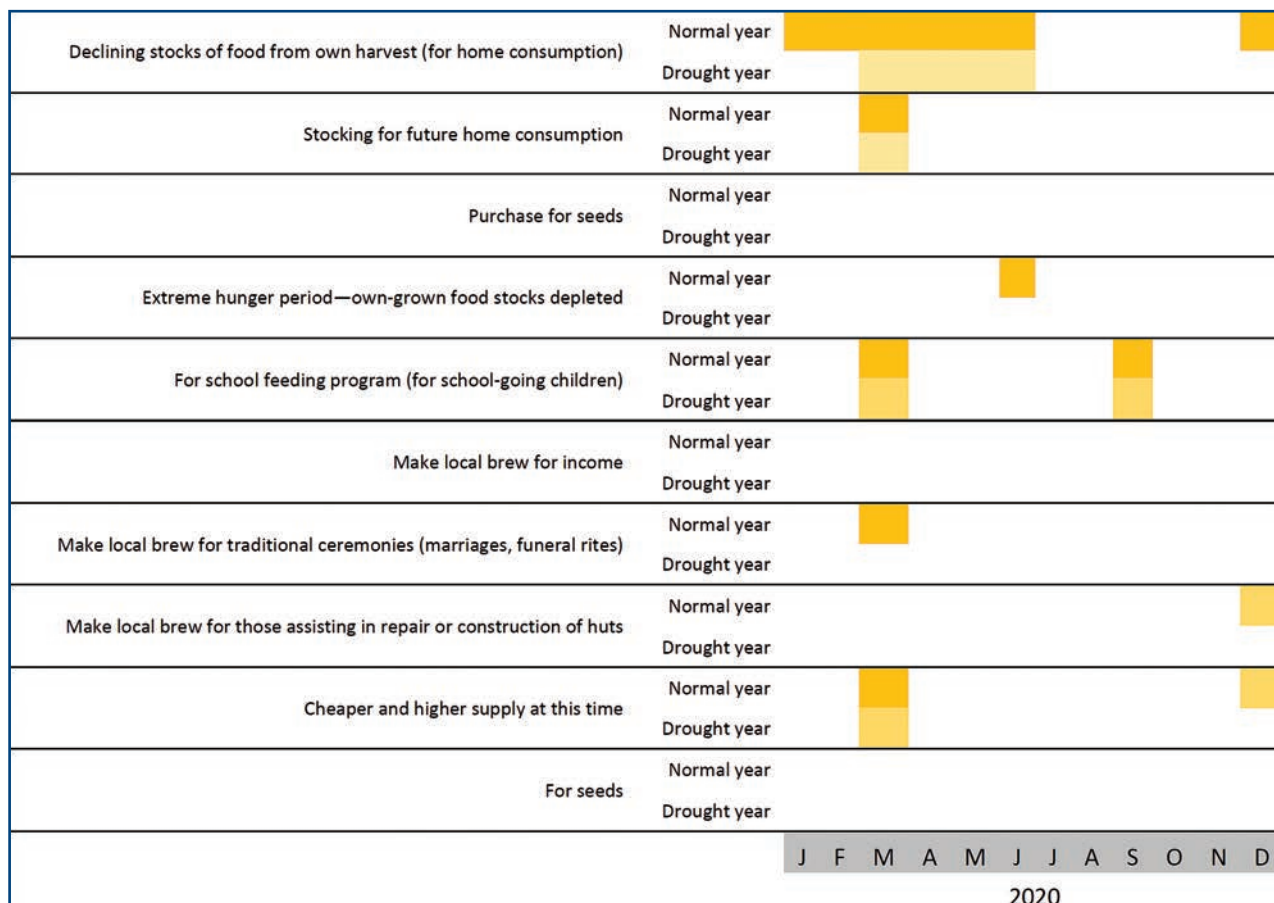 Declining stocks of food from own harvest (for home consumption)
Normal year
Drought year
Stocking for future home consumption
Normal year
Drought year
Purchase for seeds
Normal year
Drought year
Extreme hunger period—own-grown food stocks depleted
Normal year
Drought year
For school feeding program (for school-going children)
Normal year
Drought year
Make local brew for income
Normal year
Drought year
Make local brew for traditional ceremonies (marriages, funeral rites)
Normal year
Drought year
Make local brew for those assisting in repair or construction of huts
Normal year
Drought year
Cheaper and higher supply at this time
Normal year
Drought year
For seeds
Normal year
Drought year
J F M A M J J A S O N D
2020